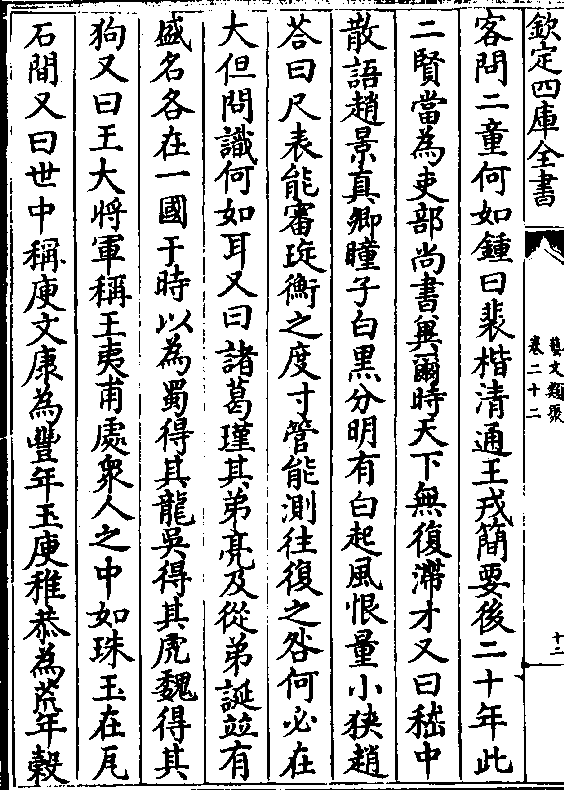 欽定四庫全書
藝文類聚
卷二十二
十二
客問二童何如鍾曰裴楷清通王戎簡要後二十年此
二賢當為吏部尚書冀爾時天下無復滯才又曰嵇中
散語趙景真卿瞳子白黒分明有白起風恨量小狹趙
荅曰尺表能審璇衡之度寸管能測往復之咎何必在
大但問識何如耳又曰諸葛瑾其弟亮及從弟誕並有
盛名各在一國于時以為蜀得其龍吳得其虎魏得其
狗又曰王大將軍稱王夷甫處衆人之中如珠玉在瓦
石間又曰世中稱庾文康為豐年玉庾稚恭為荒年榖